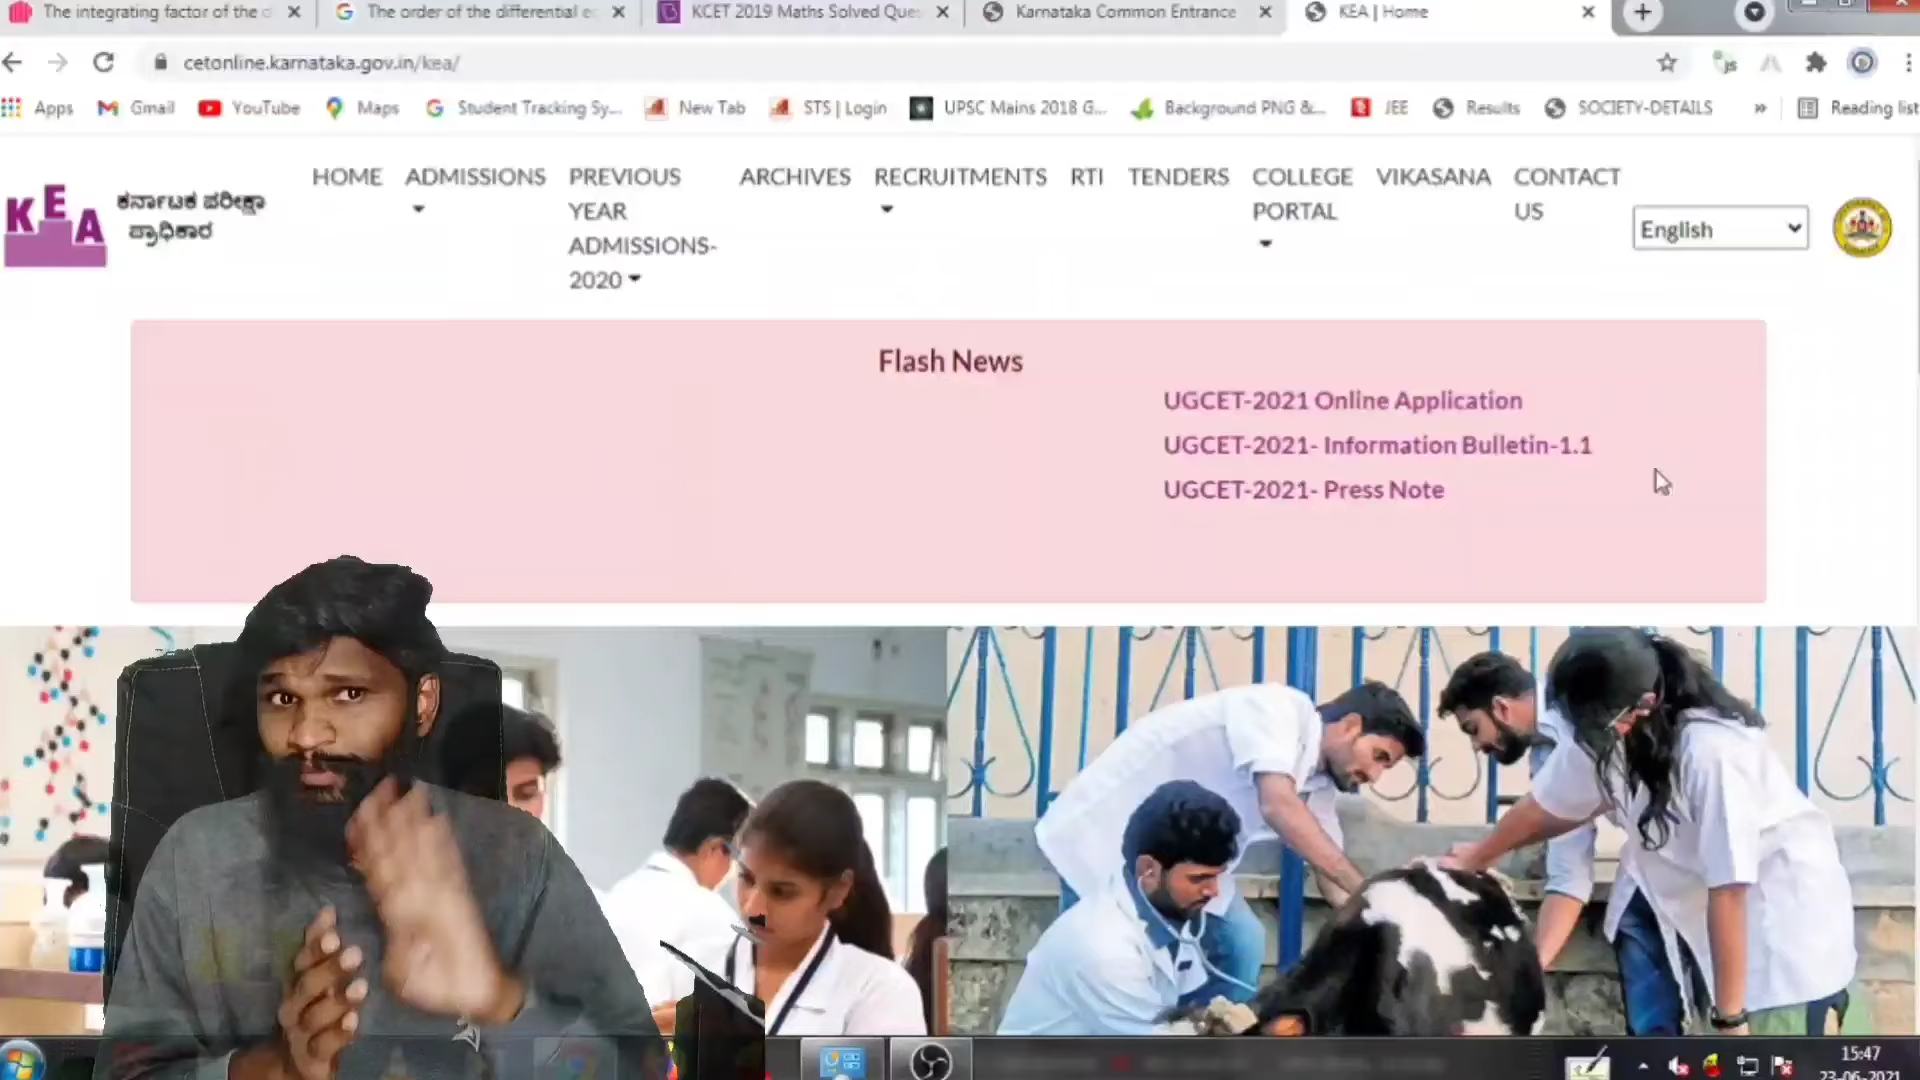 The integrating factor of the d
The order of the differential e
KCET 2019 Maths Solved Que
Karnataka Common Entrance
KEA | Home
cetonline.karnataka.gov.in/kea/
Apps
Gmail
YouTube
Maps
Student Tracking Sy...
New Tab
STS | Login
UPSC Mains 2018 G...
Background PNG &...
JEE
Results
SOCIETY-DETAILS
»
Reading list
KEA
ಕರ್ನಾಟಕ ಪರೀಕ್ಷಾ
ಪ್ರಾಧಿಕಾರ
HOME
ADMISSIONS
PREVIOUS
YEAR
ADMISSIONS-
2020
ARCHIVES
RECRUITMENTS
RTI
TENDERS
COLLEGE
PORTAL
VIKASANA
CONTACT
US
English
Flash News
UGCET-2021 Online Application
UGCET-2021- Information Bulletin-1.1
UGCET-2021- Press Note
15:47
23-06-2021